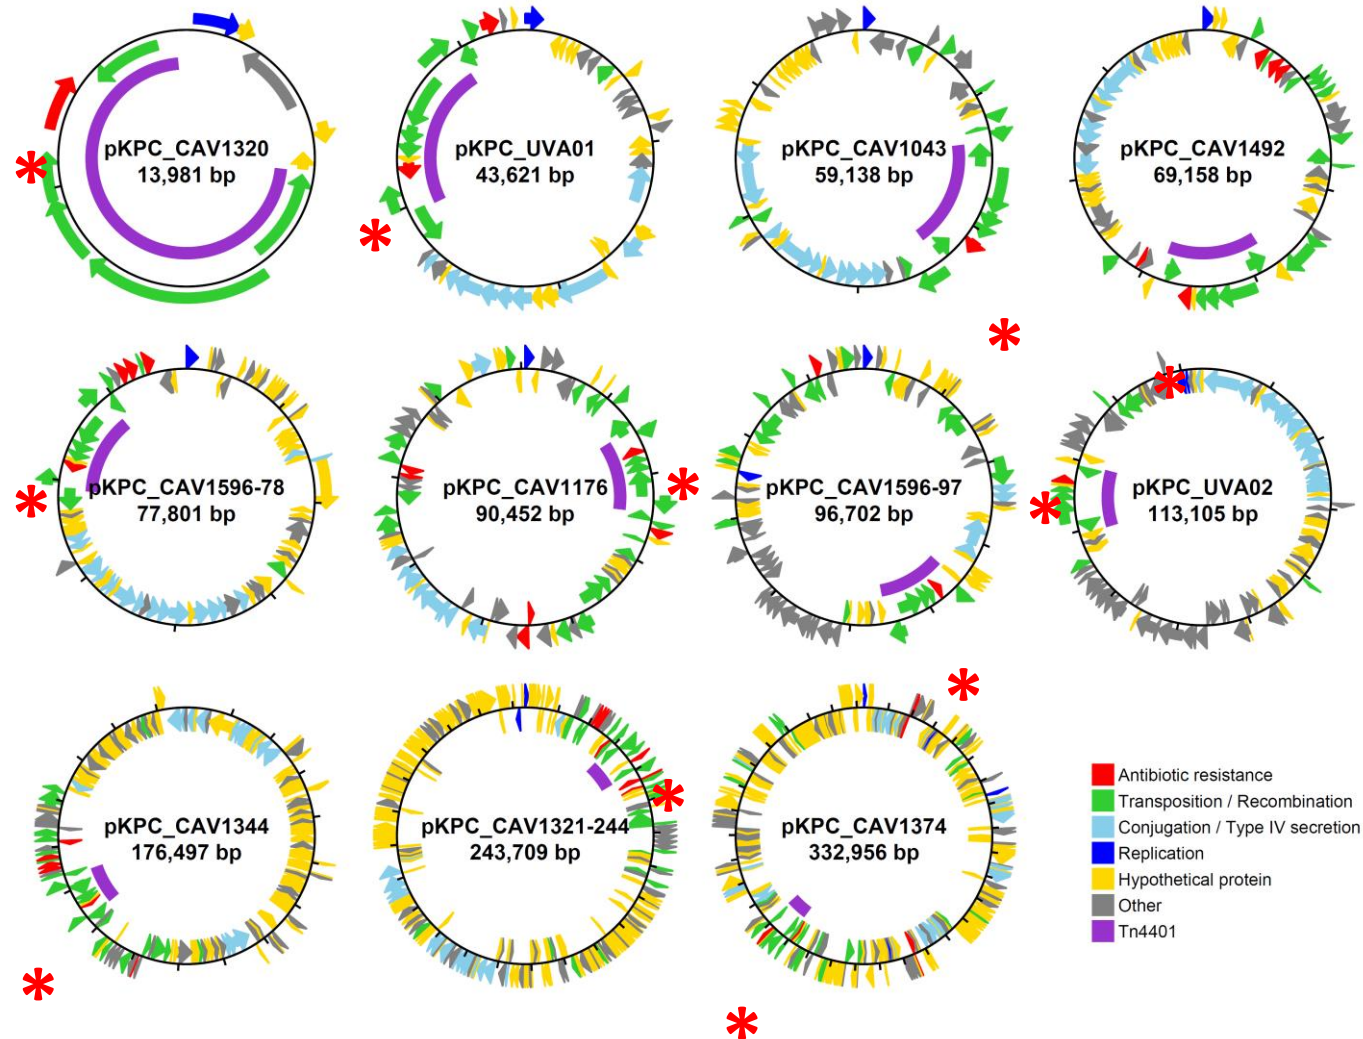 pKPC_CAV1320
13,981 bp
pKPC_UVA01
43,621 bp
pKPC_CAV1043
59,138 bp
pKPC_CAV1492
69,158 bp
pKPC_CAV1596-78
77,801 bp
pKPC_CAV1176
90,452 bp
pKPC_CAV1596-97
96,702 bp
pKPC_UVA02
113,105 bp
pKPC_CAV1344
176,497 bp
pKPC_CAV1321-244
243,709 bp
pKPC_CAV1374
332,956 bp
Antibiotic resistance
Transposition / Recombination
Conjugation / Type IV secretion
Replication
Hypothetical protein
Other
Tn4401